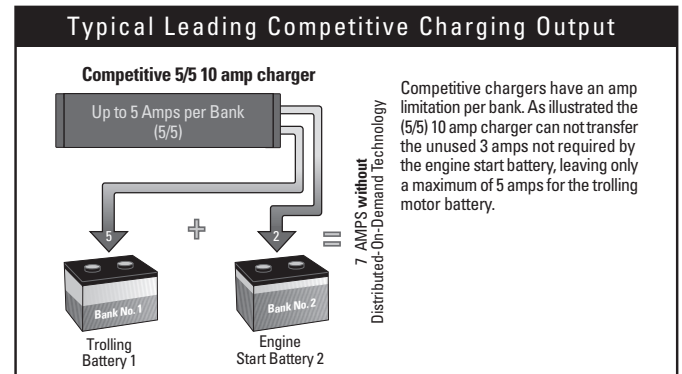 Typical Leading Competitive Charging Output
Competitive 5/5 10 amp charger
Up to 5 Amps per Bank
(5/5)
5
+
2
=
7 AMPS without
Distributed-On-Demand Technology
Bank No. 1
Bank No. 2
Trolling
Battery 1
Engine
Start Battery 2
Competitive chargers have an amp
limitation per bank. As illustrated the
(5/5) 10 amp charger can not transfer
the unused 3 amps not required by
the engine start battery, leaving only
a maximum of 5 amps for the trolling
motor battery.